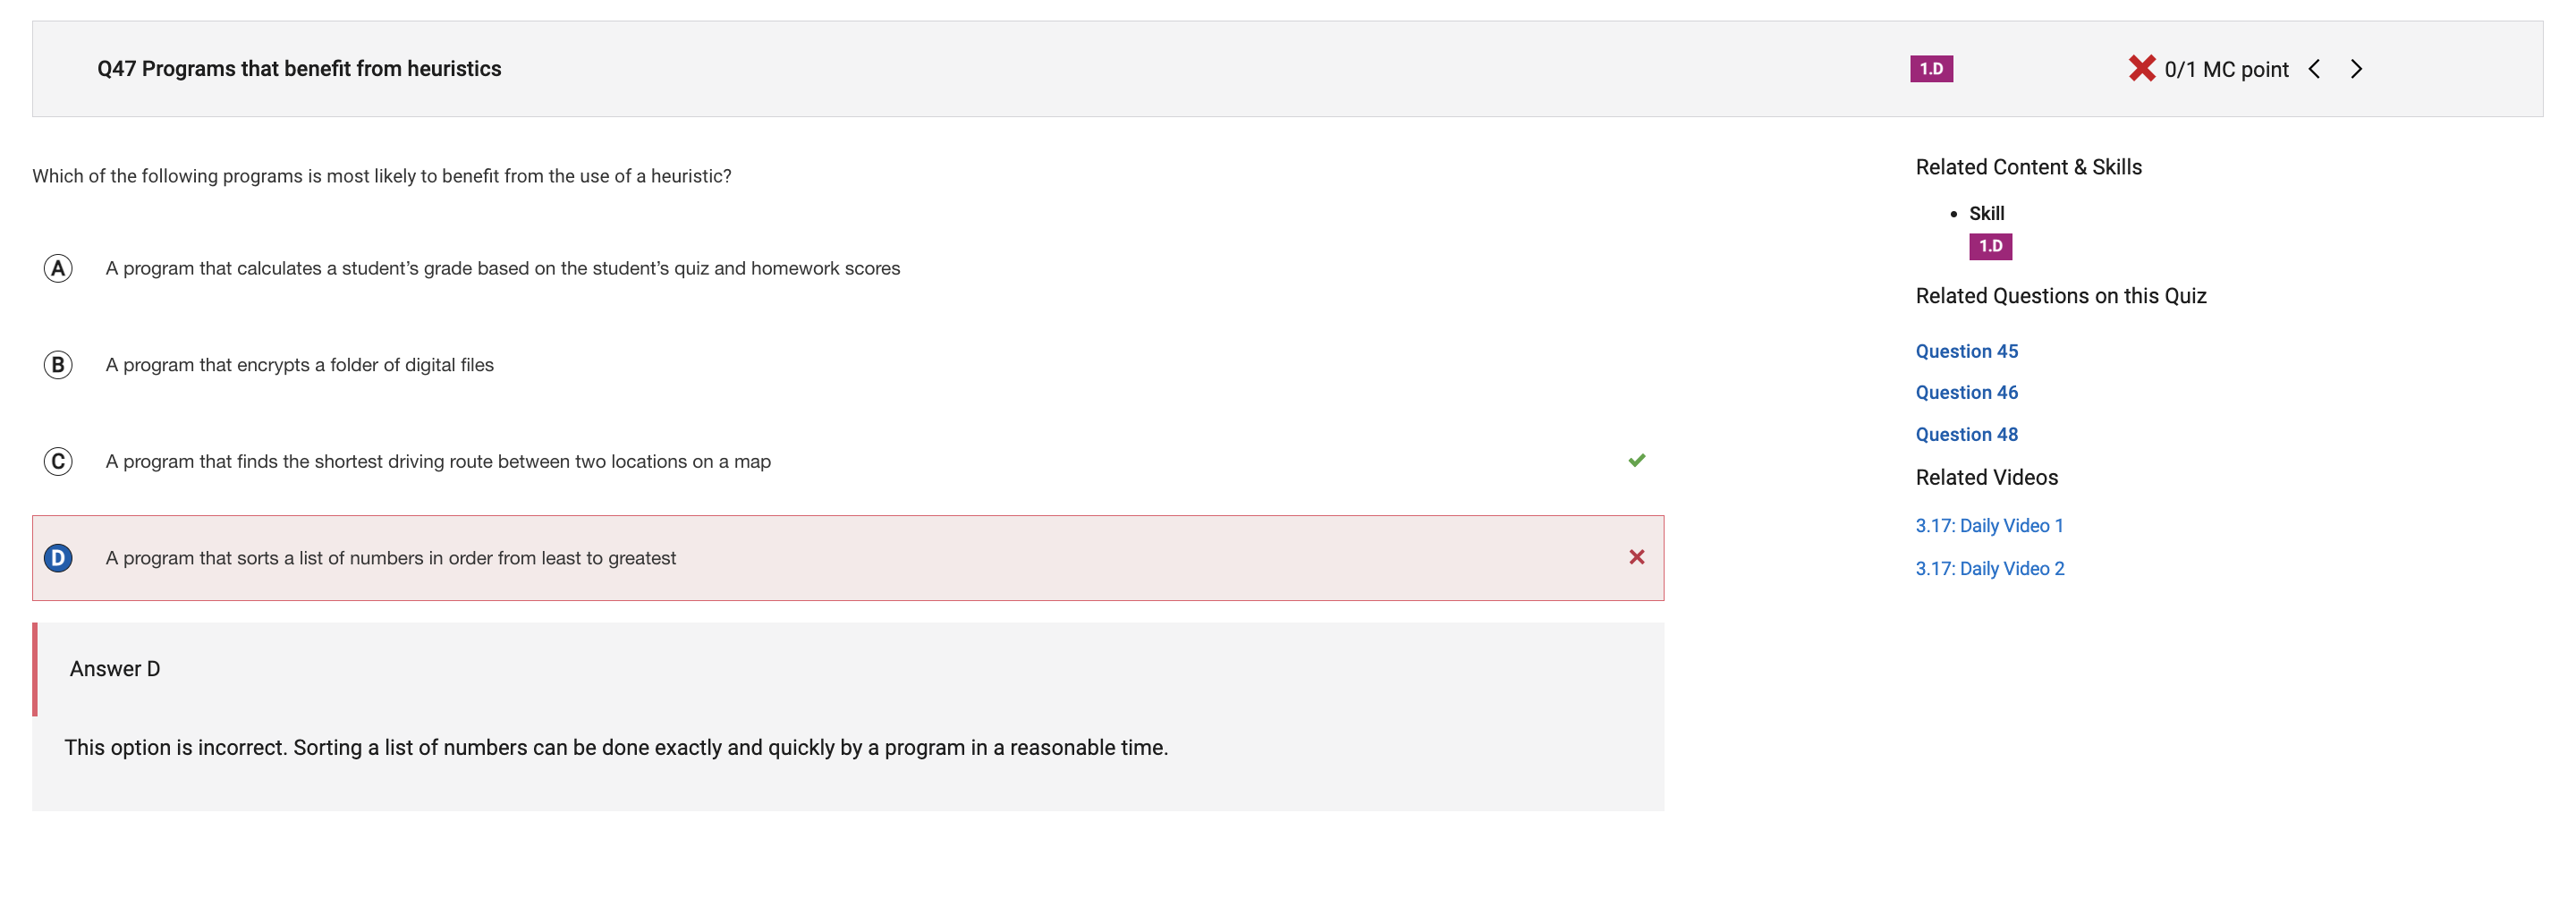 Q47 Programs that benefit from heuristics
1.D
0/1 MC point
Which of the following programs is most likely to benefit from the use of a heuristic?
A
A program that calculates a student’s grade based on the student’s quiz and homework scores
B
A program that encrypts a folder of digital files
C
A program that finds the shortest driving route between two locations on a map
D
A program that sorts a list of numbers in order from least to greatest
Answer D
This option is incorrect. Sorting a list of numbers can be done exactly and quickly by a program in a reasonable time.
Related Content & Skills
Skill
1.D
Related Questions on this Quiz
Question 45
Question 46
Question 48
Related Videos
3.17: Daily Video 1
3.17: Daily Video 2